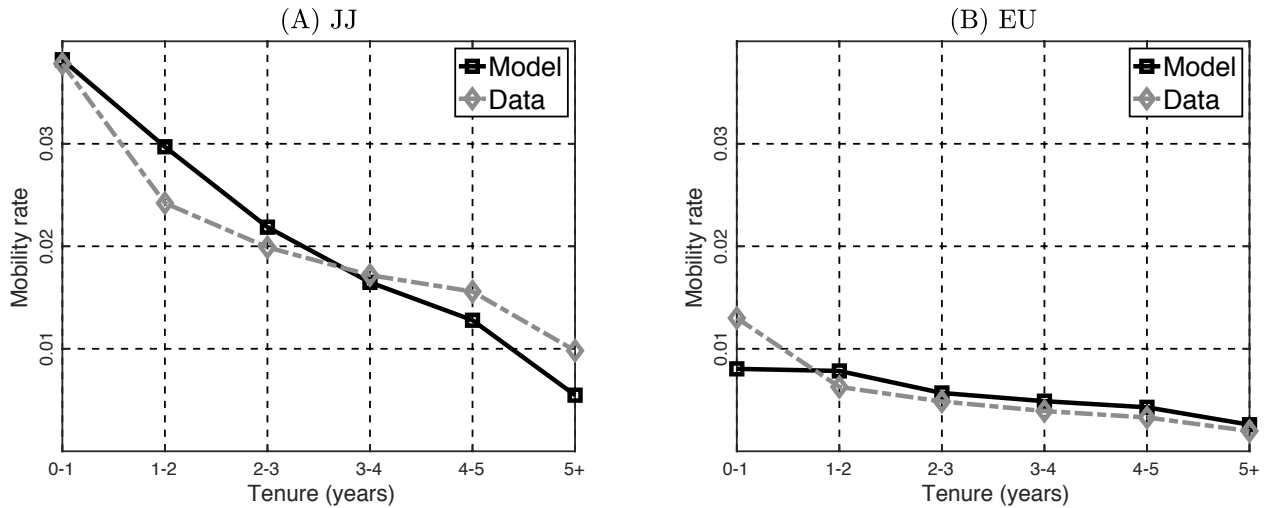 (A) JJ
Model
Data
0.03
0.02
0.01
Mobility rate
0-1 1-2 2-3 3-4 4-5 5+
Tenure (years)
(B) EU
Model
Data
0.03
0.02
0.01
Mobility rate
0-1 1-2 2-3 3-4 4-5 5+
Tenure (years)